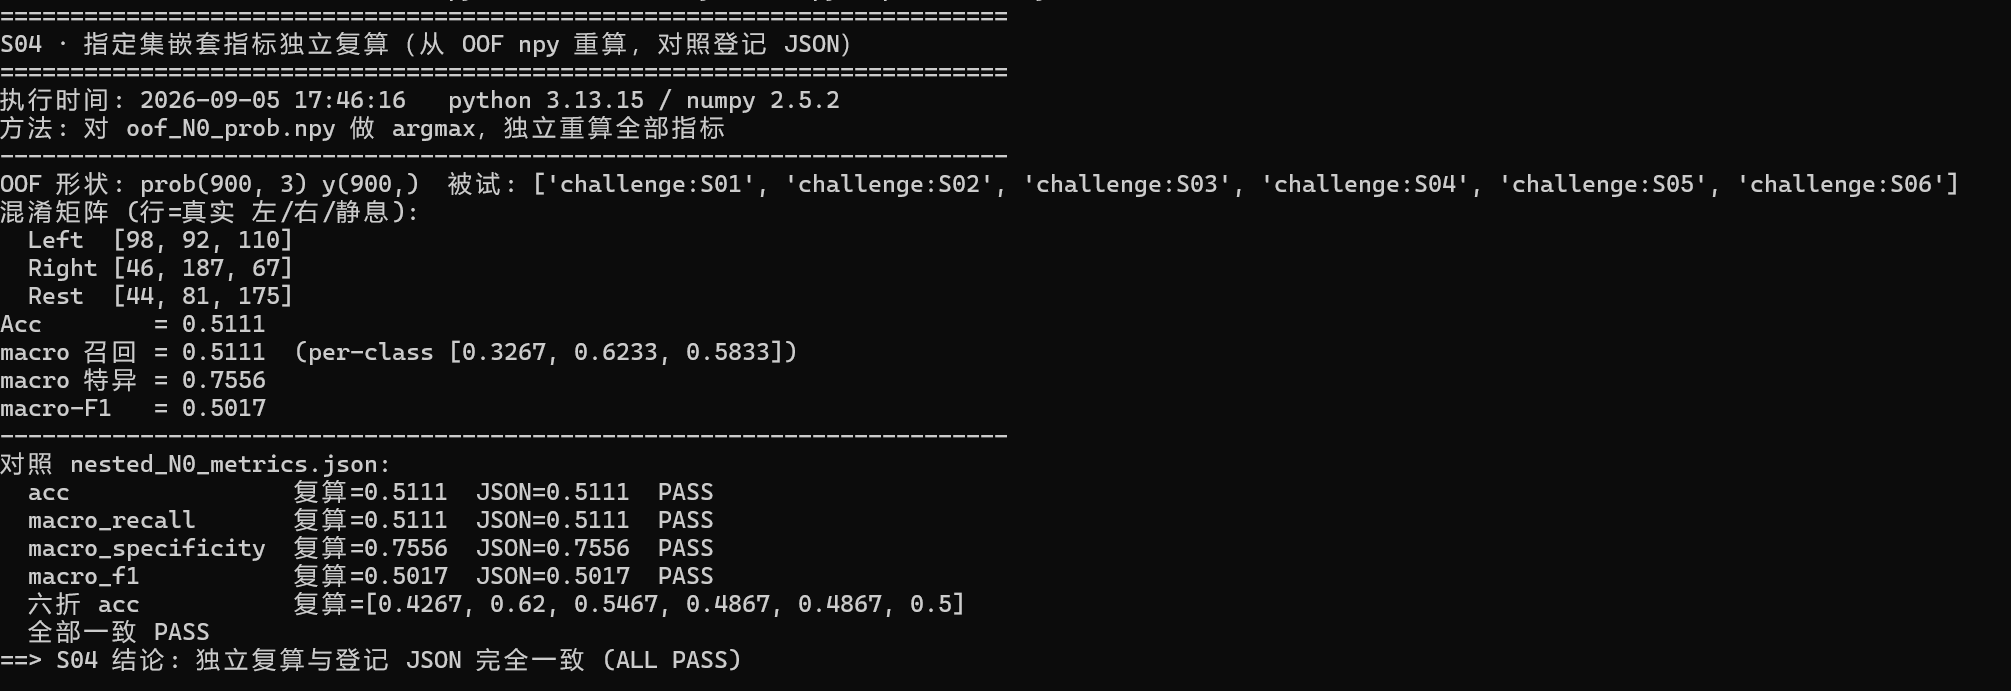 ========================================================================
S04 · 指定集嵌套指标独立复算 (从 OOF npy 重算, 对照登记 JSON)
========================================================================
执行时间: 2026-09-05 17:46:16   python 3.13.15 / numpy 2.5.2
方法: 对 oof_N0_prob.npy 做 argmax, 独立重算全部指标
------------------------------------------------------------------------
OOF 形状: prob(900, 3) y(900,)  被试: ['challenge:S01', 'challenge:S02', 'challenge:S03', 'challenge:S04', 'challenge:S05', 'challenge:S06']
混淆矩阵 (行=真实 左/右/静息):
  Left  [98, 92, 110]
  Right [46, 187, 67]
  Rest  [44, 81, 175]
Acc        = 0.5111
macro 召回 = 0.5111  (per-class [0.3267, 0.6233, 0.5833])
macro 特异 = 0.7556
macro-F1   = 0.5017
------------------------------------------------------------------------
对照 nested_N0_metrics.json:
  acc                复算=0.5111  JSON=0.5111  PASS
  macro_recall       复算=0.5111  JSON=0.5111  PASS
  macro_specificity  复算=0.7556  JSON=0.7556  PASS
  macro_f1           复算=0.5017  JSON=0.5017  PASS
  六折 acc           复算=[0.4267, 0.62, 0.5467, 0.4867, 0.4867, 0.5]
  全部一致 PASS
==> S04 结论: 独立复算与登记 JSON 完全一致 (ALL PASS)